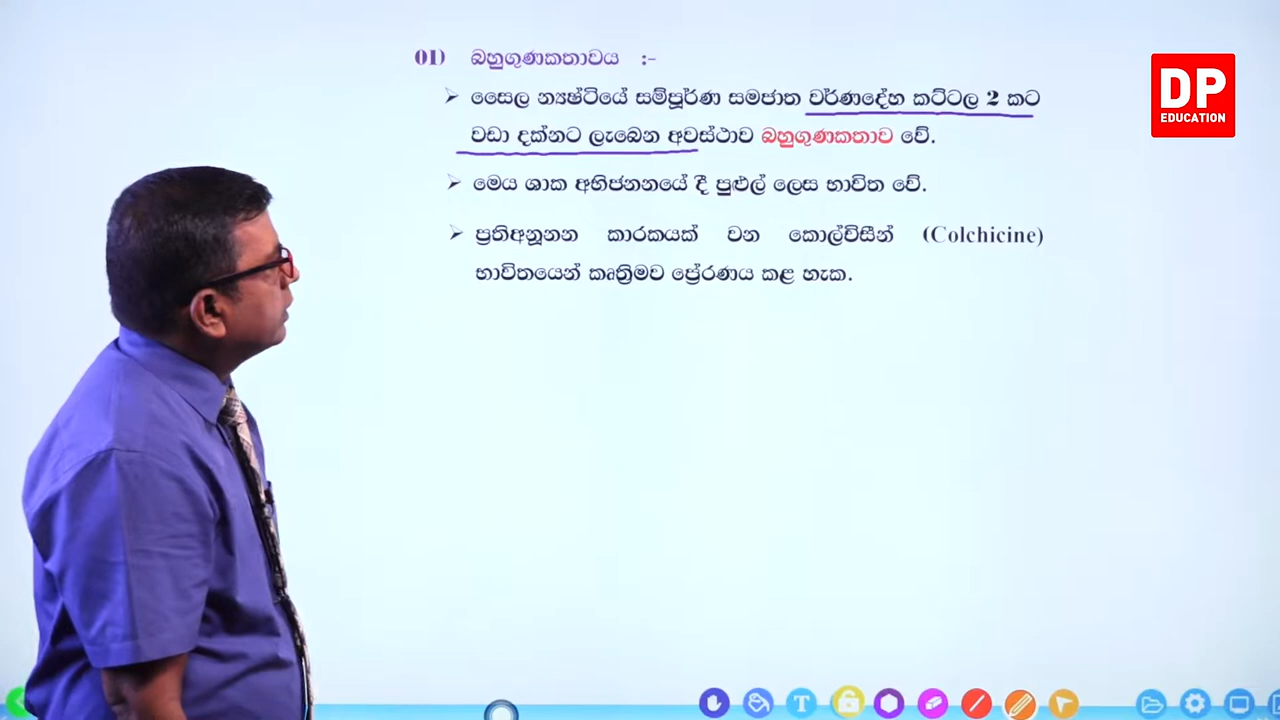 01) බහුගුණකතාවය :-
➢ සෛල න්‍යෂ්ටියේ සම්පූර්ණ සමජාත වර්ණදේහ කට්ටල 2 කට
වඩා දක්නට ලැබෙන අවස්ථාව බහුගුණකතාව වේ.
➢ මෙය ශාක අභිජනනයේ දී පුළුල් ලෙස භාවිත වේ.
➢ ප්‍රතිඅනූනන කාරකයක් වන කොල්චිසීන් (Colchicine)
භාවිතයෙන් කෘත්‍රිමව ප්‍රේරණය කළ හැක.
DP
EDUCATION